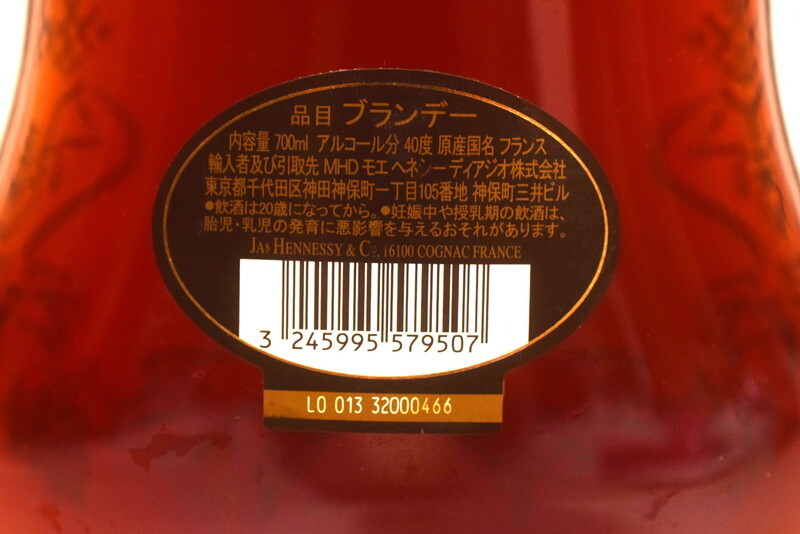 品目 ブランデー
内容量 700ml アルコール分 40度 原産国名 フランス
輸入者及び引取先 MHD モエ ヘネシーディアジオ株式会社
東京都千代田区神田神保町一丁目105番地 神保町三井ビル
●飲酒は20歳になってから。●妊娠中や授乳期の飲酒は、
胎児・乳児の発育に悪影響を与えるおそれがあります。
JAs HENNESSY & Co, 16100 COGNAC FRANCE
3 245995 579507
L0 013 32000466